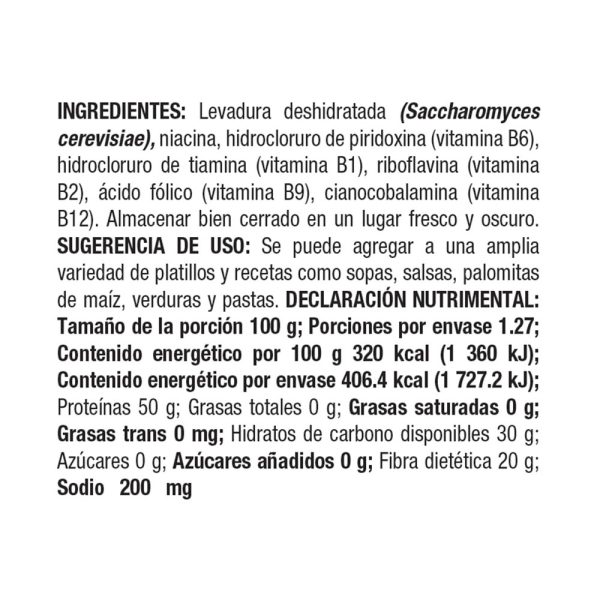 INGREDIENTES: Levadura deshidratada (Saccharomyces
cerevisiae), niacina, hidrocloruro de piridoxina (vitamina B6),
hidrocloruro de tiamina (vitamina B1), riboflavina (vitamina
B2), ácido fólico (vitamina B9), cianocobalamina (vitamina
B12). Almacenar bien cerrado en un lugar fresco y oscuro.
SUGERENCIA DE USO: Se puede agregar a una amplia
variedad de platillos y recetas como sopas, salsas, palomitas
de maíz, verduras y pastas. DECLARACIÓN NUTRIMENTAL:
Tamaño de la porción 100 g; Porciones por envase 1.27;
Contenido energético por 100 g 320 kcal (1 360 kJ);
Contenido energético por envase 406.4 kcal (1 727.2 kJ);
Proteínas 50 g; Grasas totales 0 g; Grasas saturadas 0 g;
Grasas trans 0 mg; Hidratos de carbono disponibles 30 g;
Azúcares 0 g; Azúcares añadidos 0 g; Fibra dietética 20 g;
Sodio 200 mg